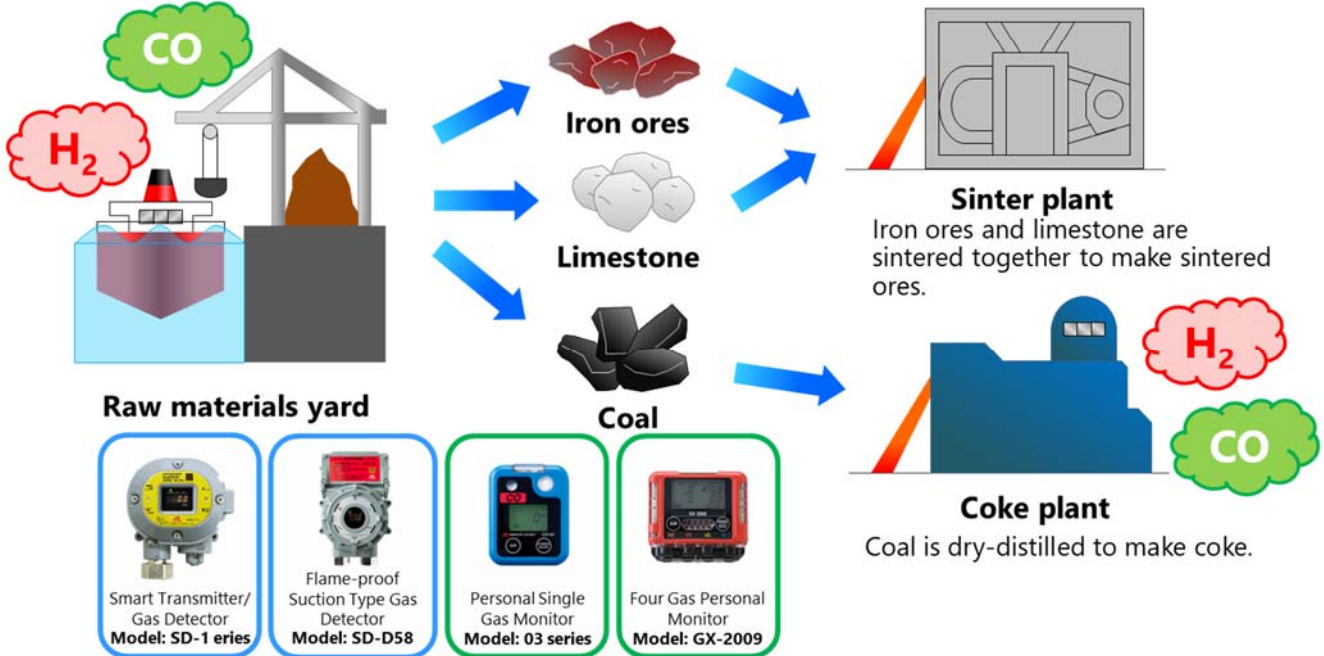 CO
H₂
Raw materials yard
Iron ores
Limestone
Coal
Sinter plant
Iron ores and limestone are
sintered together to make sintered
ores.
H₂
CO
Coke plant
Coal is dry-distilled to make coke.
Smart Transmitter/
Gas Detector
Model: SD-1 eries
Flame-proof
Suction Type Gas
Detector
Model: SD-D58
CO
Personal Single
Gas Monitor
Model: 03 series
Four Gas Personal
Monitor
Model: GX-2009